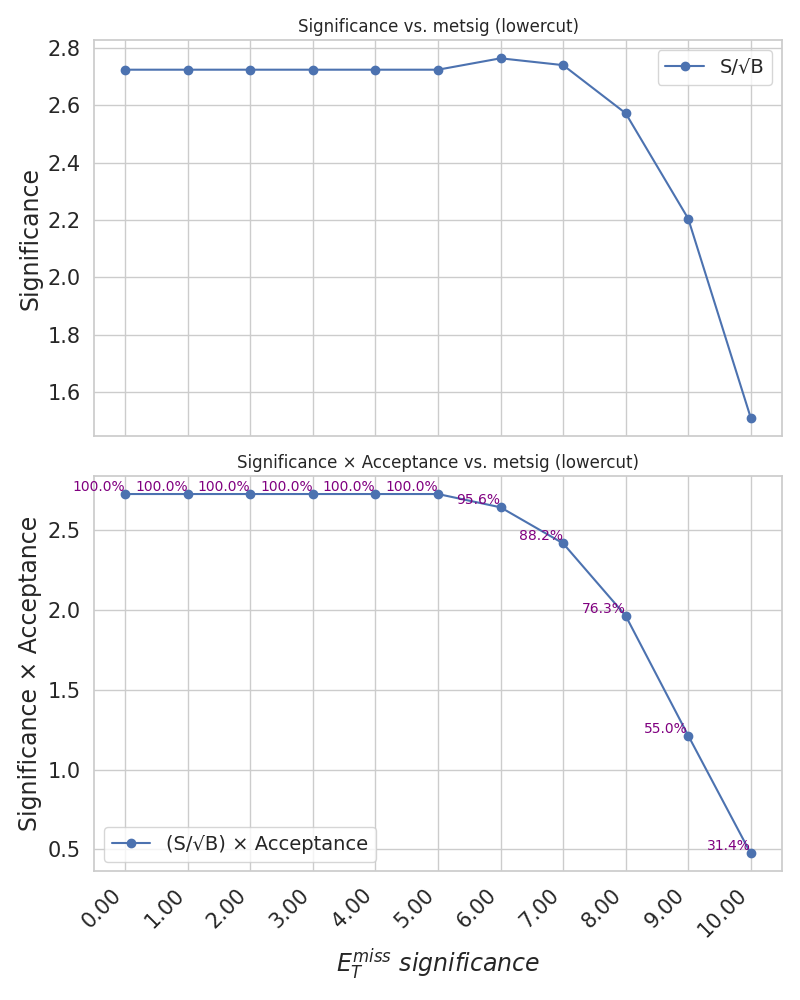 Significance vs. metsig (lowercut)
2.8
2.6
2.4
2.2
2.0
1.8
1.6
Significance
S/√B
Significance × Acceptance vs. metsig (lowercut)
2.5
2.0
1.5
1.0
0.5
Significance × Acceptance
100.0% 100.0% 100.0% 100.0% 100.0% 100.0%
95.6%
88.2%
76.3%
55.0%
31.4%
(S/√B) × Acceptance
0.00 1.00 2.00 3.00 4.00 5.00 6.00 7.00 8.00 9.00 10.00
E_T^miss significance